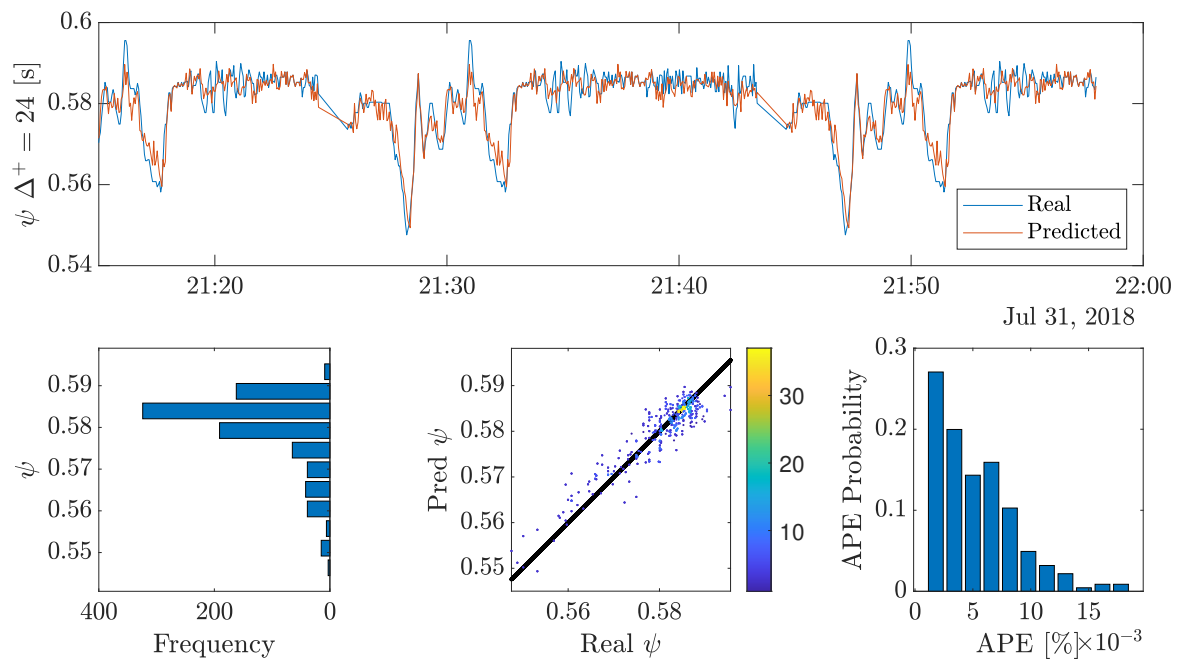 ψ Δ⁺ = 24 [s]
0.6
0.58
0.56
0.54
Real
Predicted
21:20 21:30 21:40 21:50 22:00
Jul 31, 2018
ψ
0.59
0.58
0.57
0.56
0.55
400 200 0
Frequency
Pred ψ
0.59
0.58
0.57
0.56
0.55
0.56 0.58
Real ψ
30
20
10
APE Probability
0.3
0.2
0.1
0
5 10 15
APE [%]×10⁻³